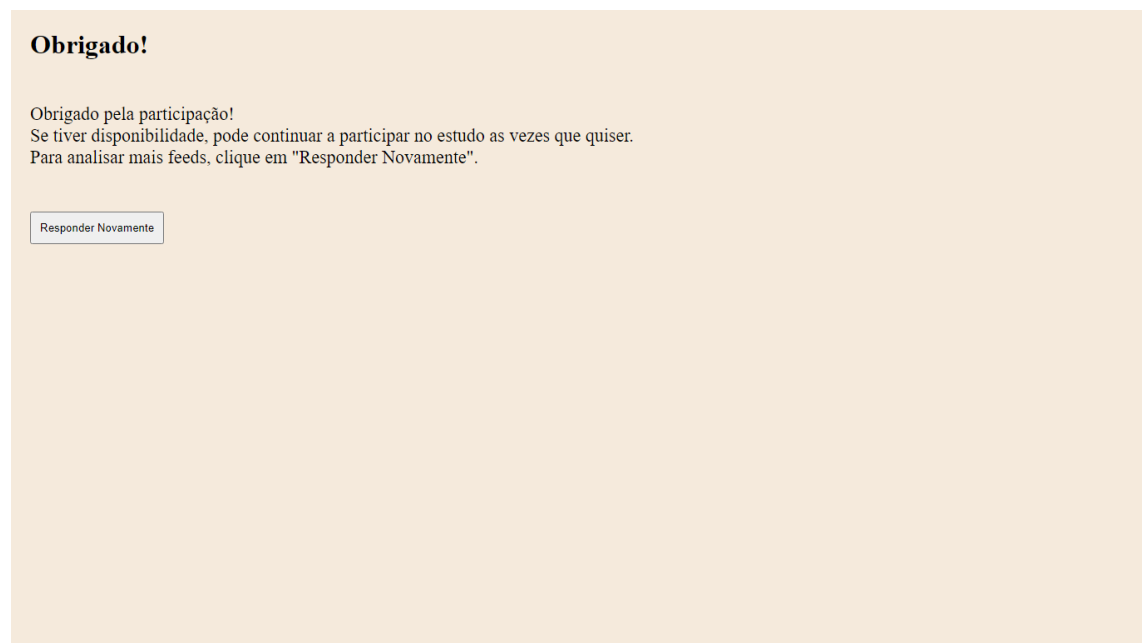 Obrigado!
Obrigado pela participação!
Se tiver disponibilidade, pode continuar a participar no estudo as vezes que quiser.
Para analisar mais feeds, clique em "Responder Novamente".
Responder Novamente